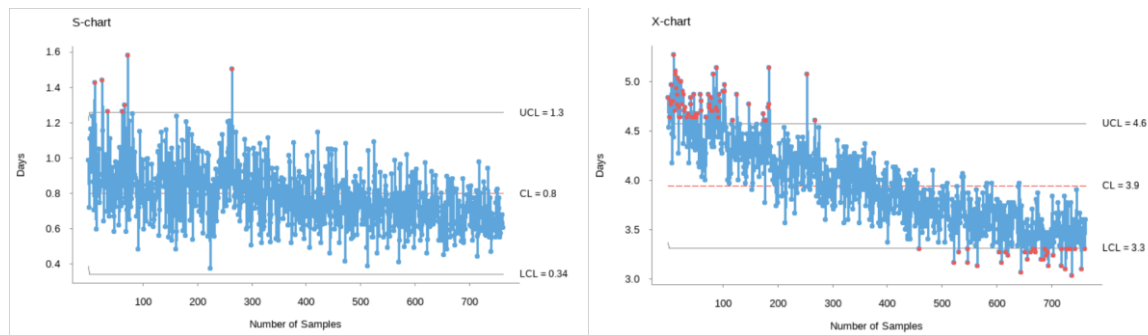 S-chart
1.6
1.4
1.2
1.0
0.8
0.6
0.4
Days
UCL = 1.3
CL = 0.8
LCL = 0.34
100 200 300 400 500 600 700
Number of Samples
X-chart
5.0
4.5
4.0
3.5
3.0
Days
UCL = 4.6
CL = 3.9
LCL = 3.3
100 200 300 400 500 600 700
Number of Samples